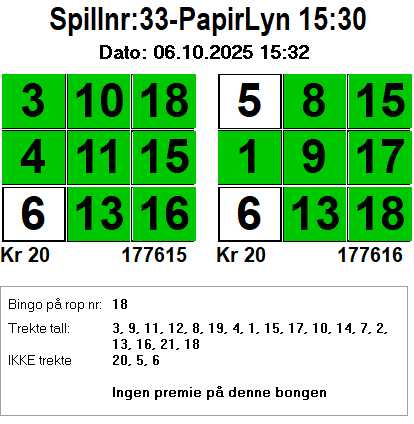 Spillnr:33-PapirLyn 15:30
Dato: 06.10.2025 15:32
3 10 18 5 8 15
4 11 15 1 9 17
6 13 16 6 13 18
Kr 20 177615 Kr 20 177616
Bingo på rop nr: 18
Trekte tall: 3, 9, 11, 12, 8, 19, 4, 1, 15, 17, 10, 14, 7, 2,
13, 16, 21, 18
IKKE trekte 20, 5, 6
Ingen premie på denne bongen